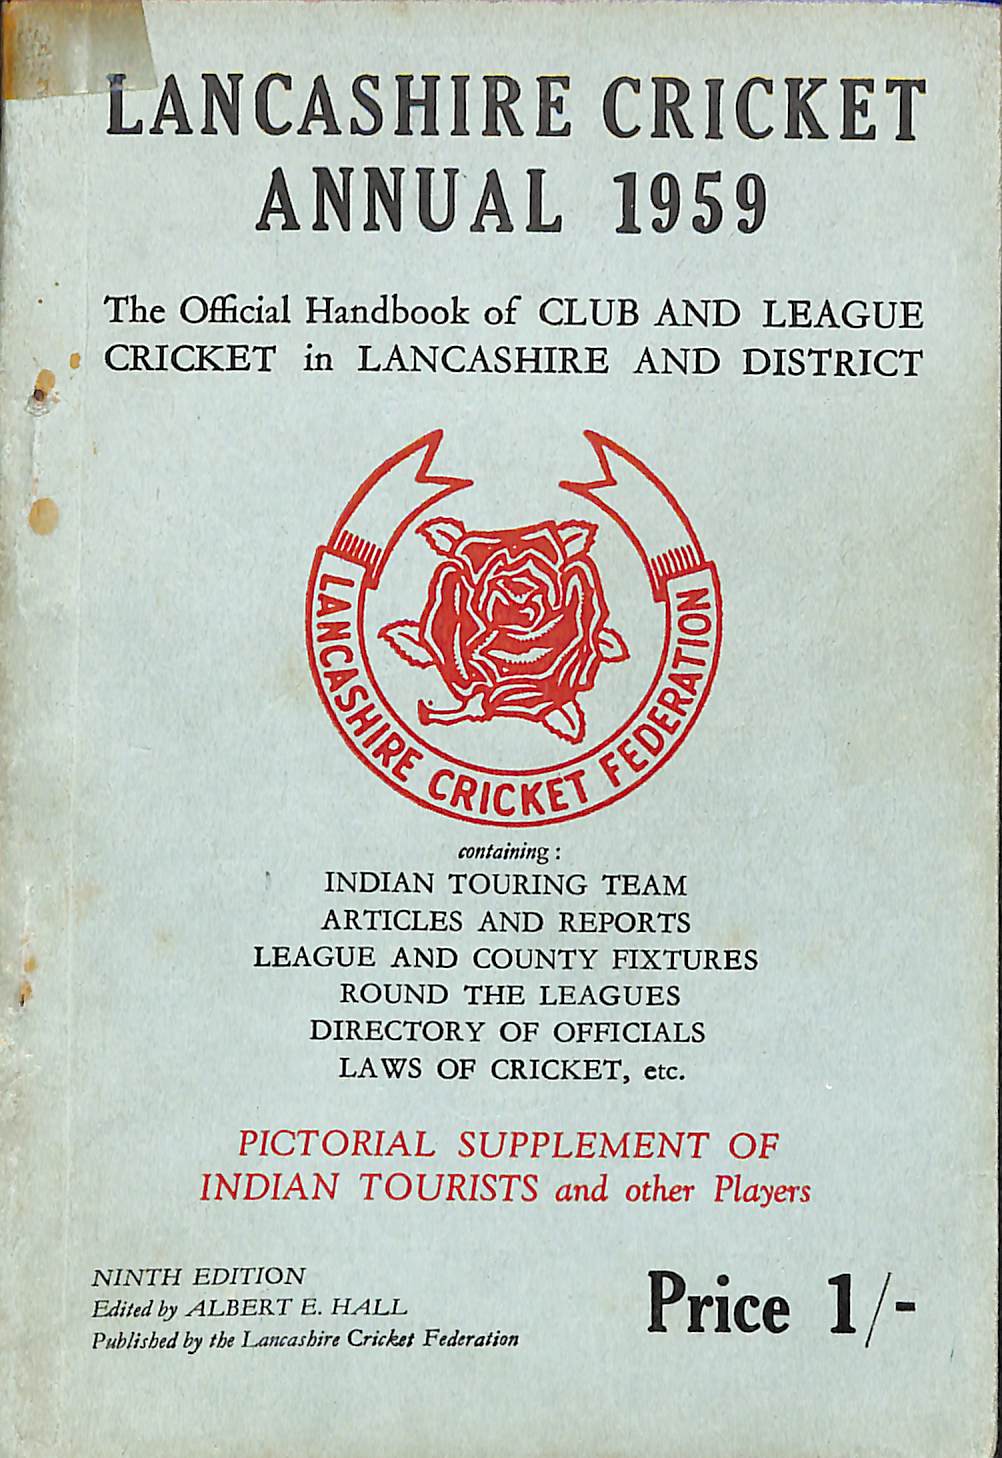 LANCASHIRE CRICKET
ANNUAL 1959
The Official Handbook of CLUB AND LEAGUE
CRICKET in LANCASHIRE AND DISTRICT
LANCASHIRE CRICKET FEDERATION
containing :
INDIAN TOURING TEAM
ARTICLES AND REPORTS
LEAGUE AND COUNTY FIXTURES
ROUND THE LEAGUES
DIRECTORY OF OFFICIALS
LAWS OF CRICKET, etc.
PICTORIAL SUPPLEMENT OF
INDIAN TOURISTS and other Players
NINTH EDITION
Edited by ALBERT E. HALL
Published by the Lancashire Cricket Federation
Price 1/-